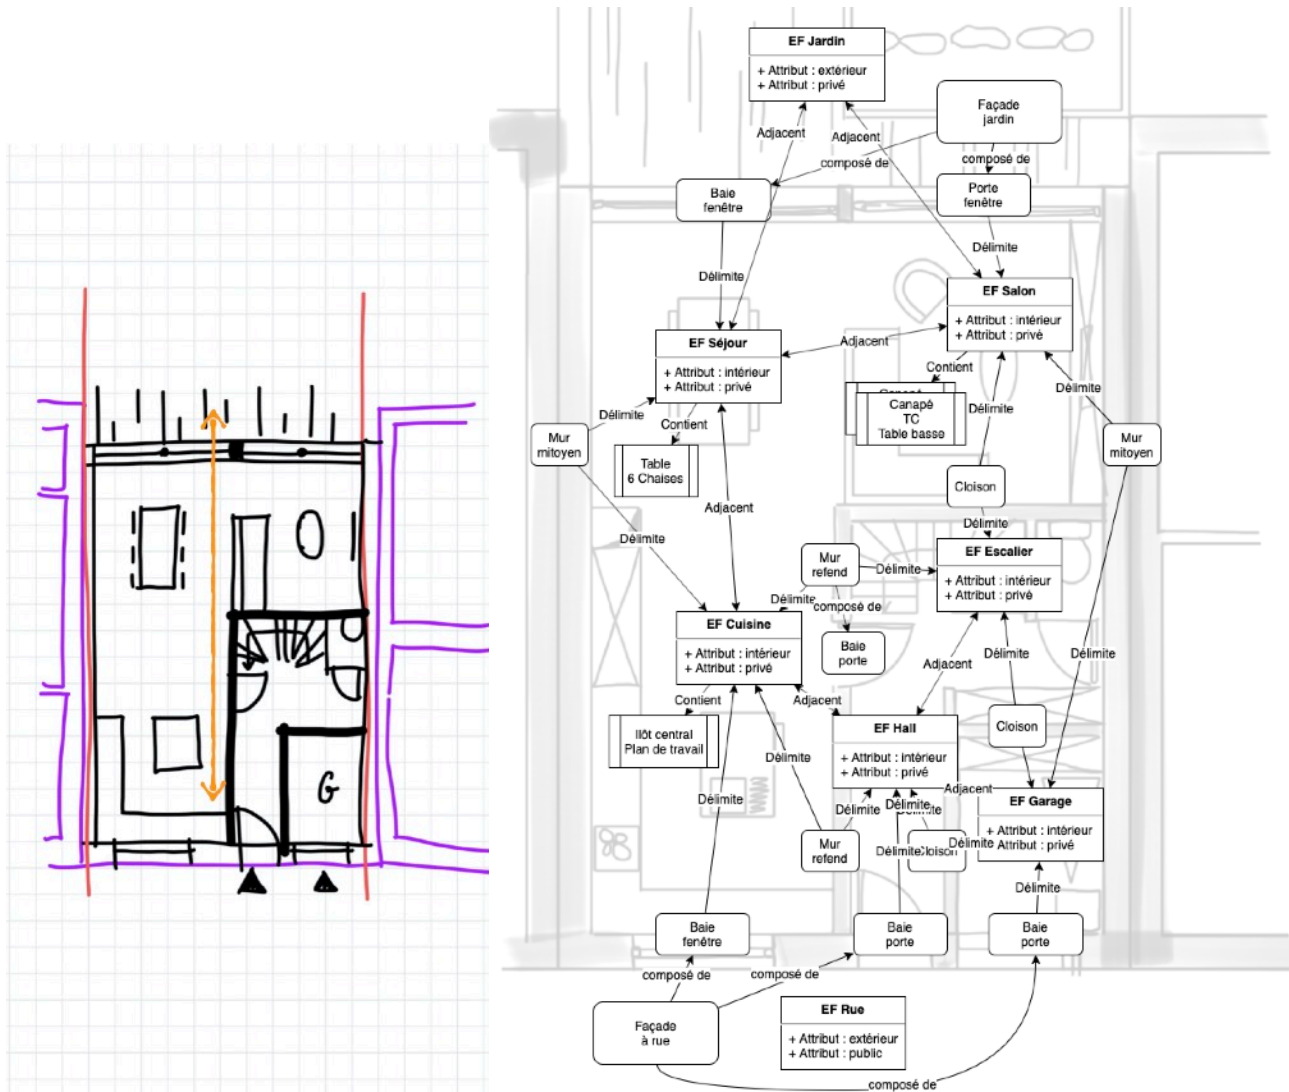 EF Jardin
+ Attribut : extérieur
+ Attribut : privé
Façade
jardin
Adjacent
Adjacent
composé de
composé de
Baie
fenêtre
Porte
fenêtre
Délimite
Délimite
EF Salon
+ Attribut : intérieur
+ Attribut : privé
EF Séjour
+ Attribut : intérieur
+ Attribut : privé
Adjacent
Contient
Délimite
Canapé
TC
Table basse
Délimite
Délimite
Contient
Mur
mitoyen
Mur
mitoyen
Table
6 Chaises
Cloison
Adjacent
Délimite
Délimite
EF Escalier
+ Attribut : intérieur
+ Attribut : privé
Mur
refend
Délimite
Délimite
composé de
EF Cuisine
+ Attribut : intérieur
+ Attribut : privé
Baie
porte
Adjacent
Délimite
Délimite
Contient
Adjacent
Ilôt central
Plan de travail
EF Hall
+ Attribut : intérieur
+ Attribut : privé
Cloison
Délimite
Adjacent
EF Garage
+ Attribut : intérieur
Attribut : privé
G
Délimite
Délimite
Délimite
Mur
refend
Délimite
Cloison
Délimite
Délimite
Baie
fenêtre
Baie
porte
Baie
porte
composé de
composé de
Façade
à rue
EF Rue
+ Attribut : extérieur
+ Attribut : public
composé de